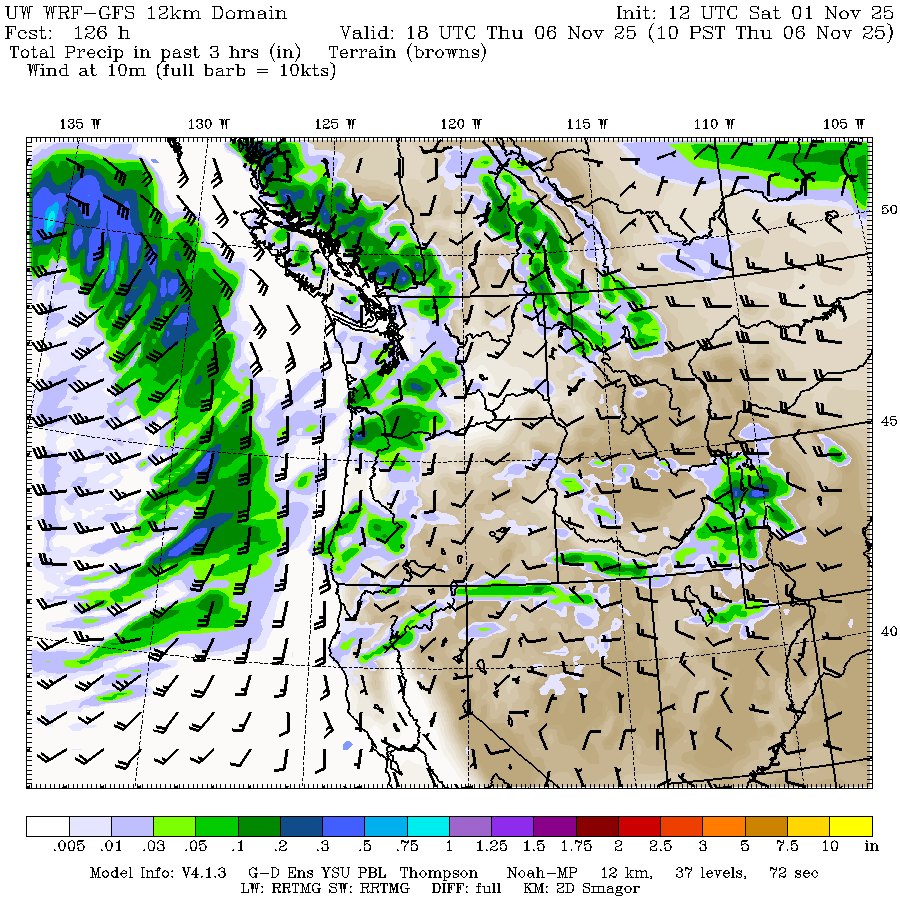 UW WRF-GFS 12km Domain Init: 12 UTC Sat 01 Nov 25
Fcst: 126 h Valid: 18 UTC Thu 06 Nov 25 (10 PST Thu 06 Nov 25)
Total Precip in past 3 hrs (in) Terrain (browns)
Wind at 10m (full barb = 10kts)
135 W 130 W 125 W 120 W 115 W 110 W 105 W
50
45
40
.005 .01 .03 .05 .1 .2 .3 .5 .75 1 1.25 1.5 1.75 2 2.5 3 5 7.5 10 in
Model Info: V4.1.3 G-D Ens YSU PBL Thompson Noah-MP 12 km, 37 levels, 72 sec
LW: RRTMG SW: RRTMG DIFF: full KM: 2D Smagor